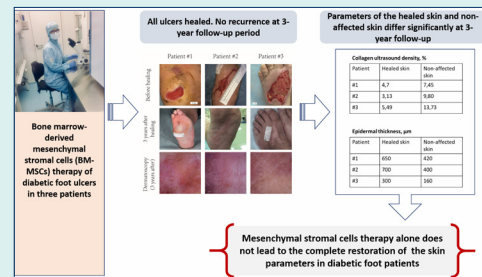 Bone marrow-
derived
mesenchymal
stromal cells (BM-
MSCs) therapy of
diabetic foot ulcers
in three patients
All ulcers healed. No recurrence at 3-
year follow-up period
Patient #1 Patient #2 Patient #3
Before healing
3 years after healing
Dermatoscopy (3 years after)
Parameters of the healed skin and non-
affected skin differ significantly at 3-
year follow-up
Collagen ultrasound density, %
Patient Healed skin Non-affected skin
#1 4,7 7,45
#2 3,13 9,80
#3 5,49 13,73
Epidermal thickness, µm
Patient Healed skin Non-affected skin
#1 650 420
#2 700 400
#3 300 160
Mesenchymal stromal cells therapy alone does
not lead to the complete restoration of the skin
parameters in diabetic foot patients